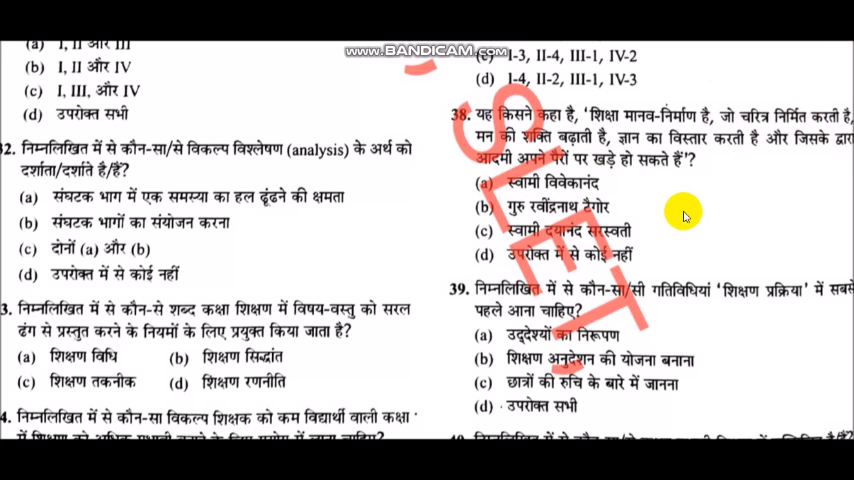 www.BANDICAM.com
(a) I, II और III
(b) I, II और IV
(c) I, III, और IV
(d) उपरोक्त सभी
32. निम्नलिखित में से कौन-सा/से विकल्प विश्लेषण (analysis) के अर्थ को
दर्शाता/दर्शाते है/हैं?
(a) संघटक भाग में एक समस्या का हल ढूंढने की क्षमता
(b) संघटक भागों का संयोजन करना
(c) दोनों (a) और (b)
(d) उपरोक्त में से कोई नहीं
3. निम्नलिखित में से कौन-से शब्द कक्षा शिक्षण में विषय-वस्तु को सरल
ढंग से प्रस्तुत करने के नियमों के लिए प्रयुक्त किया जाता है?
(a) शिक्षण विधि (b) शिक्षण सिद्धांत
(c) शिक्षण तकनीक (d) शिक्षण रणनीति
4. निम्नलिखित में से कौन-सा विकल्प शिक्षक को कम विद्यार्थी वाली कक्षा
में शिक्षण को अधिक प्रभावी बनाने के लिए प्रयोग में लाना चाहिए?
(c) I-3, II-4, III-1, IV-2
(d) I-4, II-2, III-1, IV-3
38. यह किसने कहा है, 'शिक्षा मानव-निर्माण है, जो चरित्र निर्मित करती है,
मन की शक्ति बढ़ाती है, ज्ञान का विस्तार करती है और जिसके द्वारा
आदमी अपने पैरों पर खड़े हो सकते हैं'?
(a) स्वामी विवेकानंद
(b) गुरु रवींद्रनाथ टैगोर
(c) स्वामी दयानंद सरस्वती
(d) उपरोक्त में से कोई नहीं
39. निम्नलिखित में से कौन-सा/सी गतिविधियां 'शिक्षण प्रक्रिया' में सबसे
पहले आना चाहिए?
(a) उद्देश्यों का निरूपण
(b) शिक्षण अनुदेशन की योजना बनाना
(c) छात्रों की रुचि के बारे में जानना
(d) उपरोक्त सभी
SLET